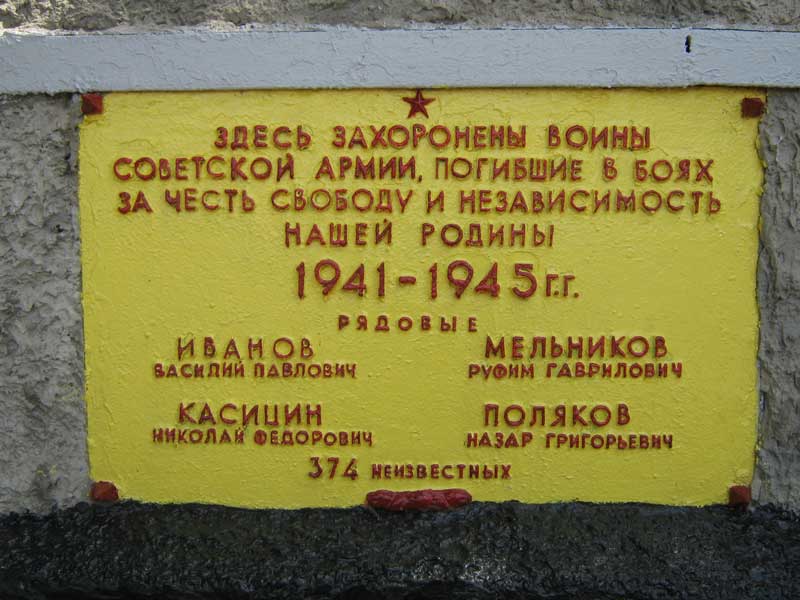 ЗДЕСЬ ЗАХОРОНЕНЫ ВОИНЫ
СОВЕТСКОЙ АРМИИ, ПОГИБШИЕ В БОЯХ
ЗА ЧЕСТЬ СВОБОДУ И НЕЗАВИСИМОСТЬ
НАШЕЙ РОДИНЫ
1941-1945 Г.Г.
РЯДОВЫЕ
ИВАНОВ
ВАСИЛИЙ ПАВЛОВИЧ
МЕЛЬНИКОВ
РУФИМ ГАВРИЛОВИЧ
КАСИЦИН
НИКОЛАЙ ФЕДОРОВИЧ
ПОЛЯКОВ
НАЗАР ГРИГОРЬЕВИЧ
374 НЕИЗВЕСТНЫХ